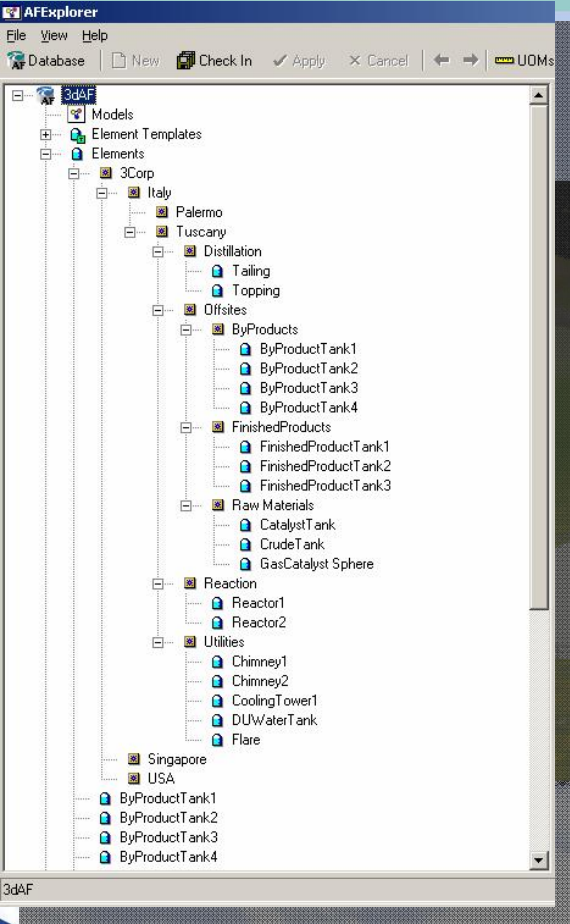 AFExplorer
File View Help
Database New Check In Apply Cancel UOMs
3dAF
Models
Element Templates
Elements
3Corp
Italy
Palermo
Tuscany
Distillation
Tailing
Topping
Offsites
ByProducts
ByProductTank1
ByProductTank2
ByProductTank3
ByProductTank4
FinishedProducts
FinishedProductTank1
FinishedProductTank2
FinishedProductTank3
Raw Materials
CatalystTank
CrudeTank
GasCatalyst Sphere
Reaction
Reactor1
Reactor2
Utilities
Chimney1
Chimney2
CoolingTower1
DUWaterTank
Flare
Singapore
USA
ByProductTank1
ByProductTank2
ByProductTank3
ByProductTank4
3dAF